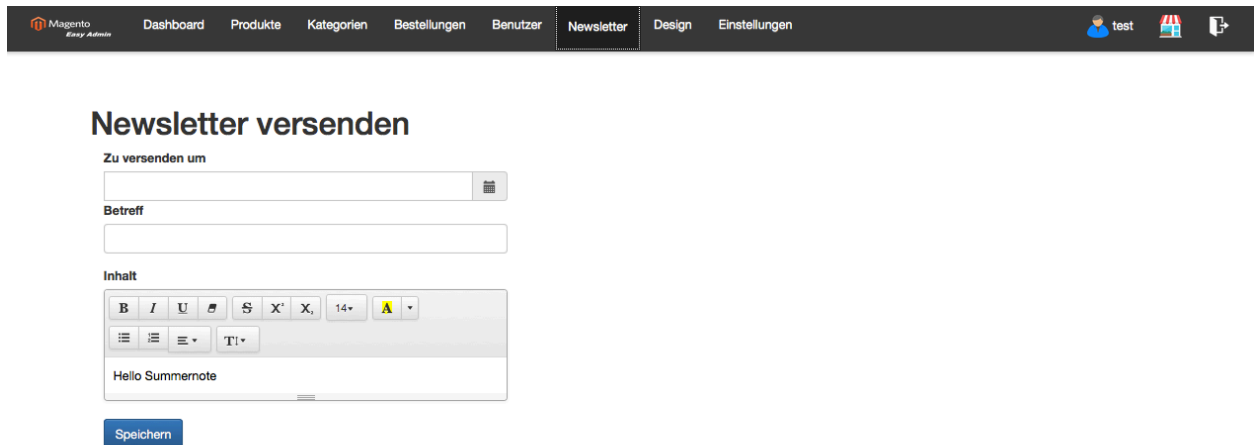 Magento Dashboard Produkte Kategorien Bestellungen Benutzer Newsletter Design Einstellungen test
Easy Admin
Newsletter versenden
Zu versenden um
Betreff
Inhalt
B I U S X² X, 14 A
T
Hello Summernote
Speichern